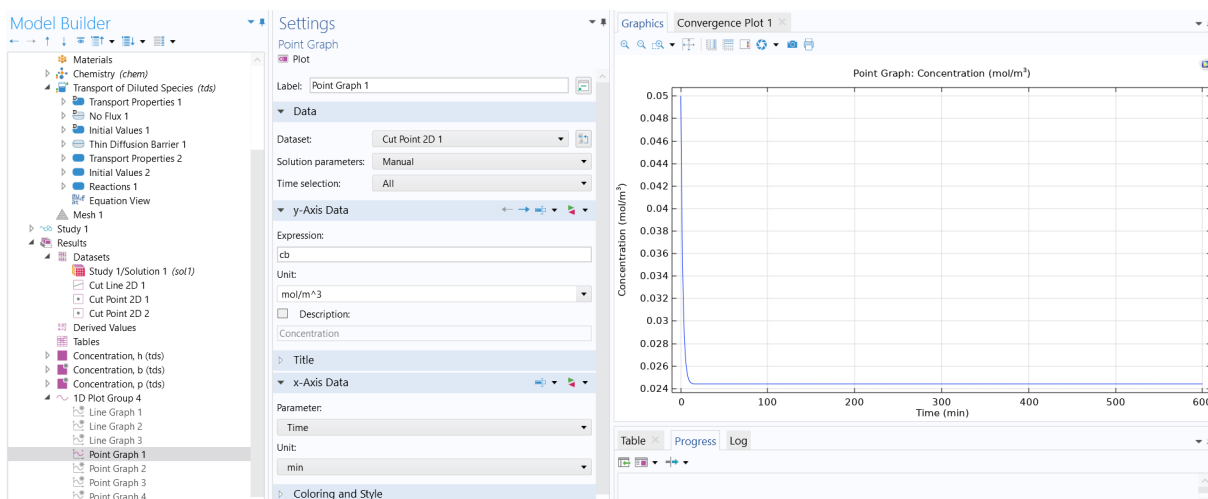 Model Builder
Materials
Chemistry (chem)
Transport of Diluted Species (tds)
Transport Properties 1
No Flux 1
Initial Values 1
Thin Diffusion Barrier 1
Transport Properties 2
Initial Values 2
Reactions 1
Equation View
Mesh 1
Study 1
Results
Datasets
Study 1/Solution 1 (sol1)
Cut Line 2D 1
Cut Point 2D 1
Cut Point 2D 2
Derived Values
Tables
Concentration, h (tds)
Concentration, b (tds)
Concentration, p (tds)
1D Plot Group 4
Line Graph 1
Line Graph 2
Line Graph 3
Point Graph 1
Point Graph 2
Point Graph 3
Point Graph 4
Settings
Point Graph
Plot
Label: Point Graph 1
Data
Dataset: Cut Point 2D 1
Solution parameters: Manual
Time selection: All
y-Axis Data
Expression:
cb
Unit:
mol/m^3
Description:
Concentration
Title
x-Axis Data
Parameter:
Time
Unit:
min
Coloring and Style
Graphics Convergence Plot 1
Point Graph: Concentration (mol/m³)
Concentration (mol/m³)
0.05
0.048
0.046
0.044
0.042
0.04
0.038
0.036
0.034
0.032
0.03
0.028
0.026
0.024
0 100 200 300 400 500 600
Time (min)
Table Progress Log